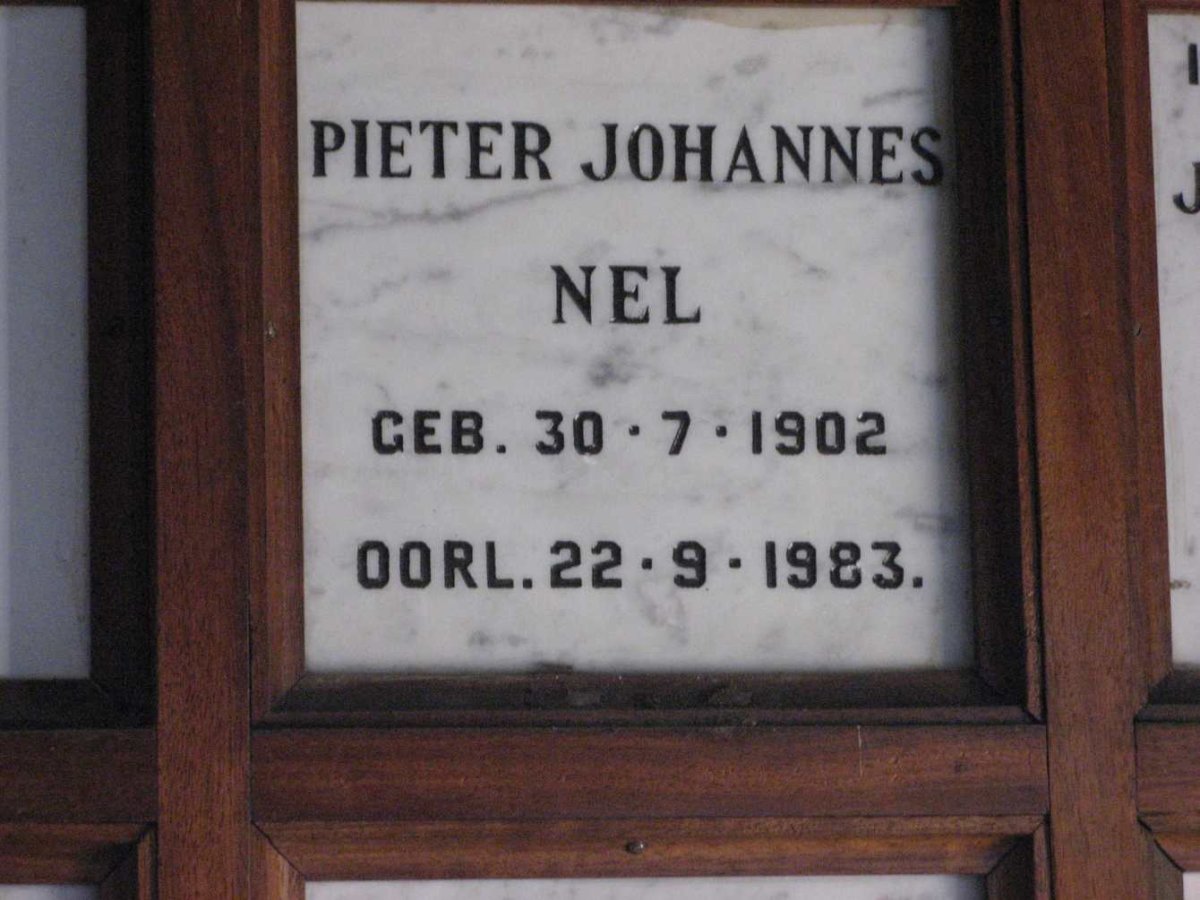 PIETER JOHANNES
NEL
GEB. 30 · 7 · 1902
OORL. 22 · 9 · 1983.